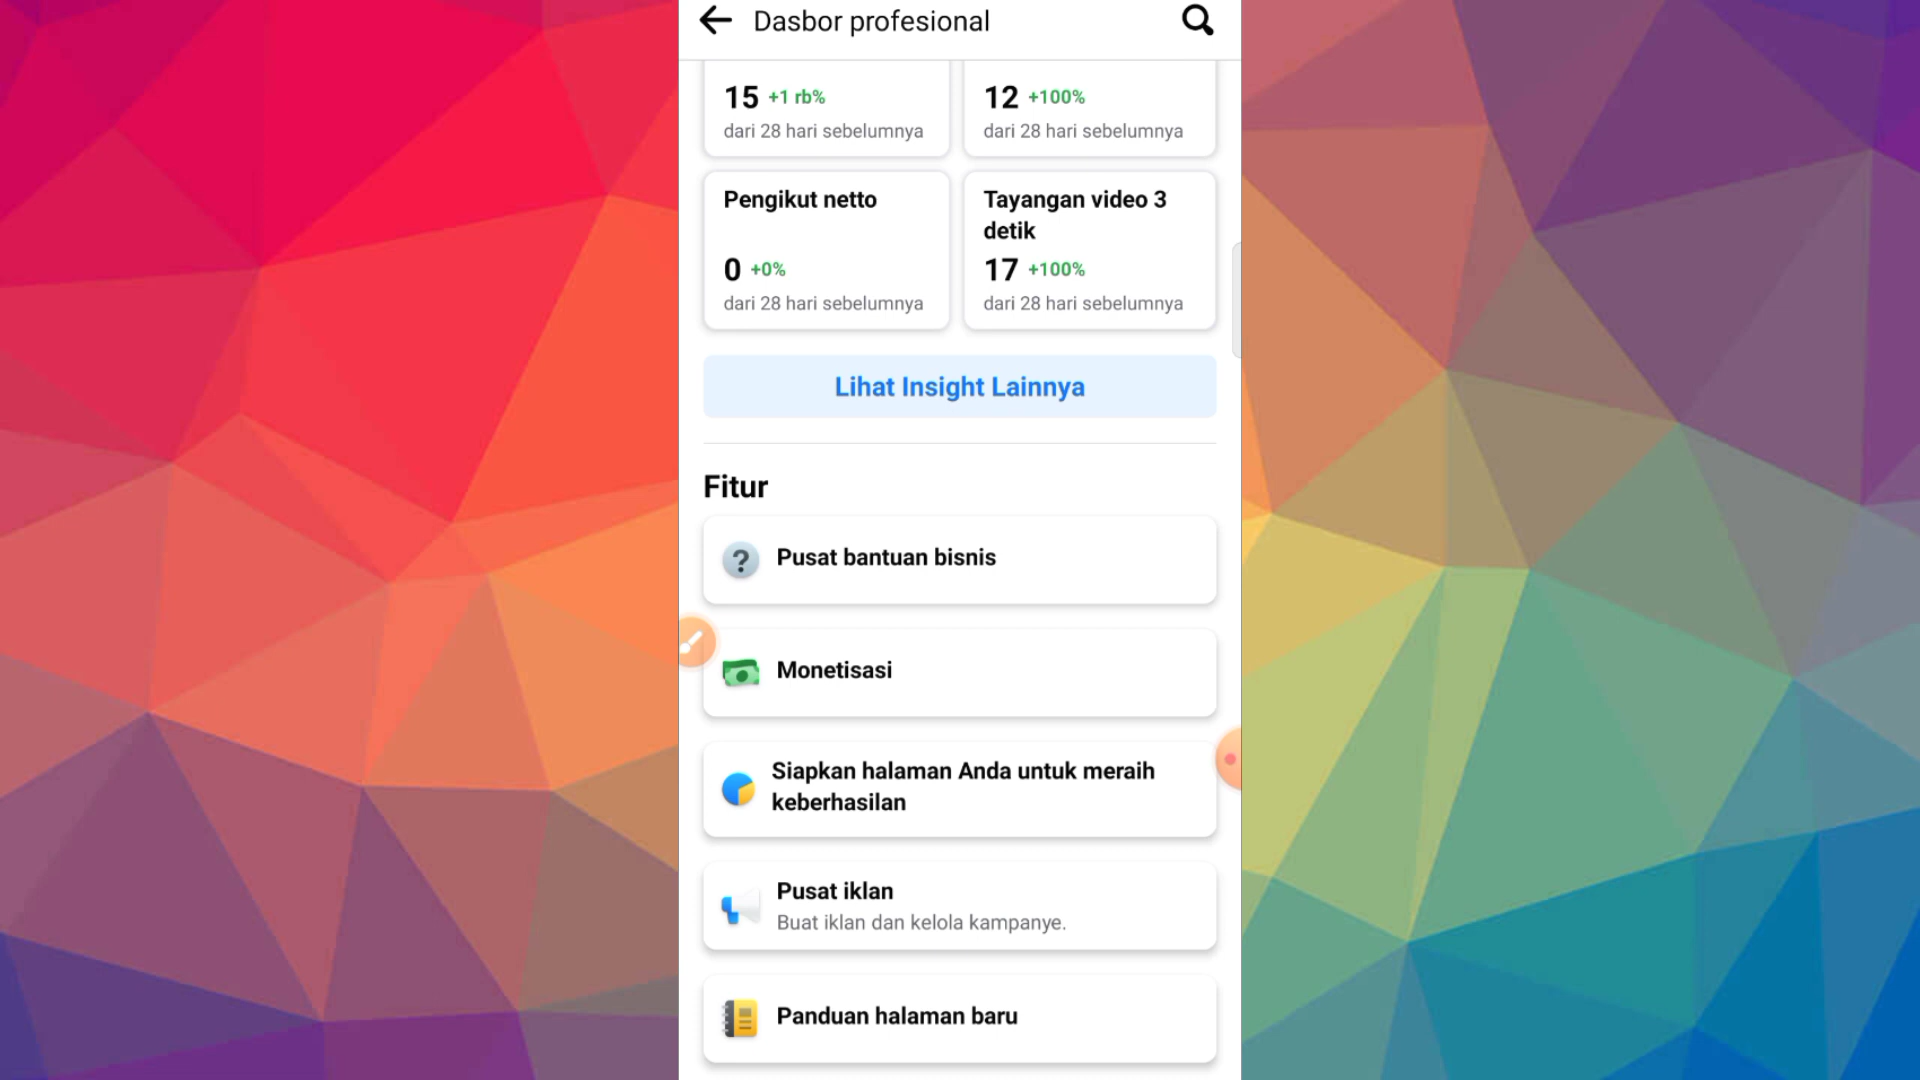 Dasbor profesional
15 +1 rb%
dari 28 hari sebelumnya
12 +100%
dari 28 hari sebelumnya
Pengikut netto
0 +0%
dari 28 hari sebelumnya
Tayangan video 3
detik
17 +100%
dari 28 hari sebelumnya
Lihat Insight Lainnya
Fitur
Pusat bantuan bisnis
Monetisasi
Siapkan halaman Anda untuk meraih
keberhasilan
Pusat iklan
Buat iklan dan kelola kampanye.
Panduan halaman baru